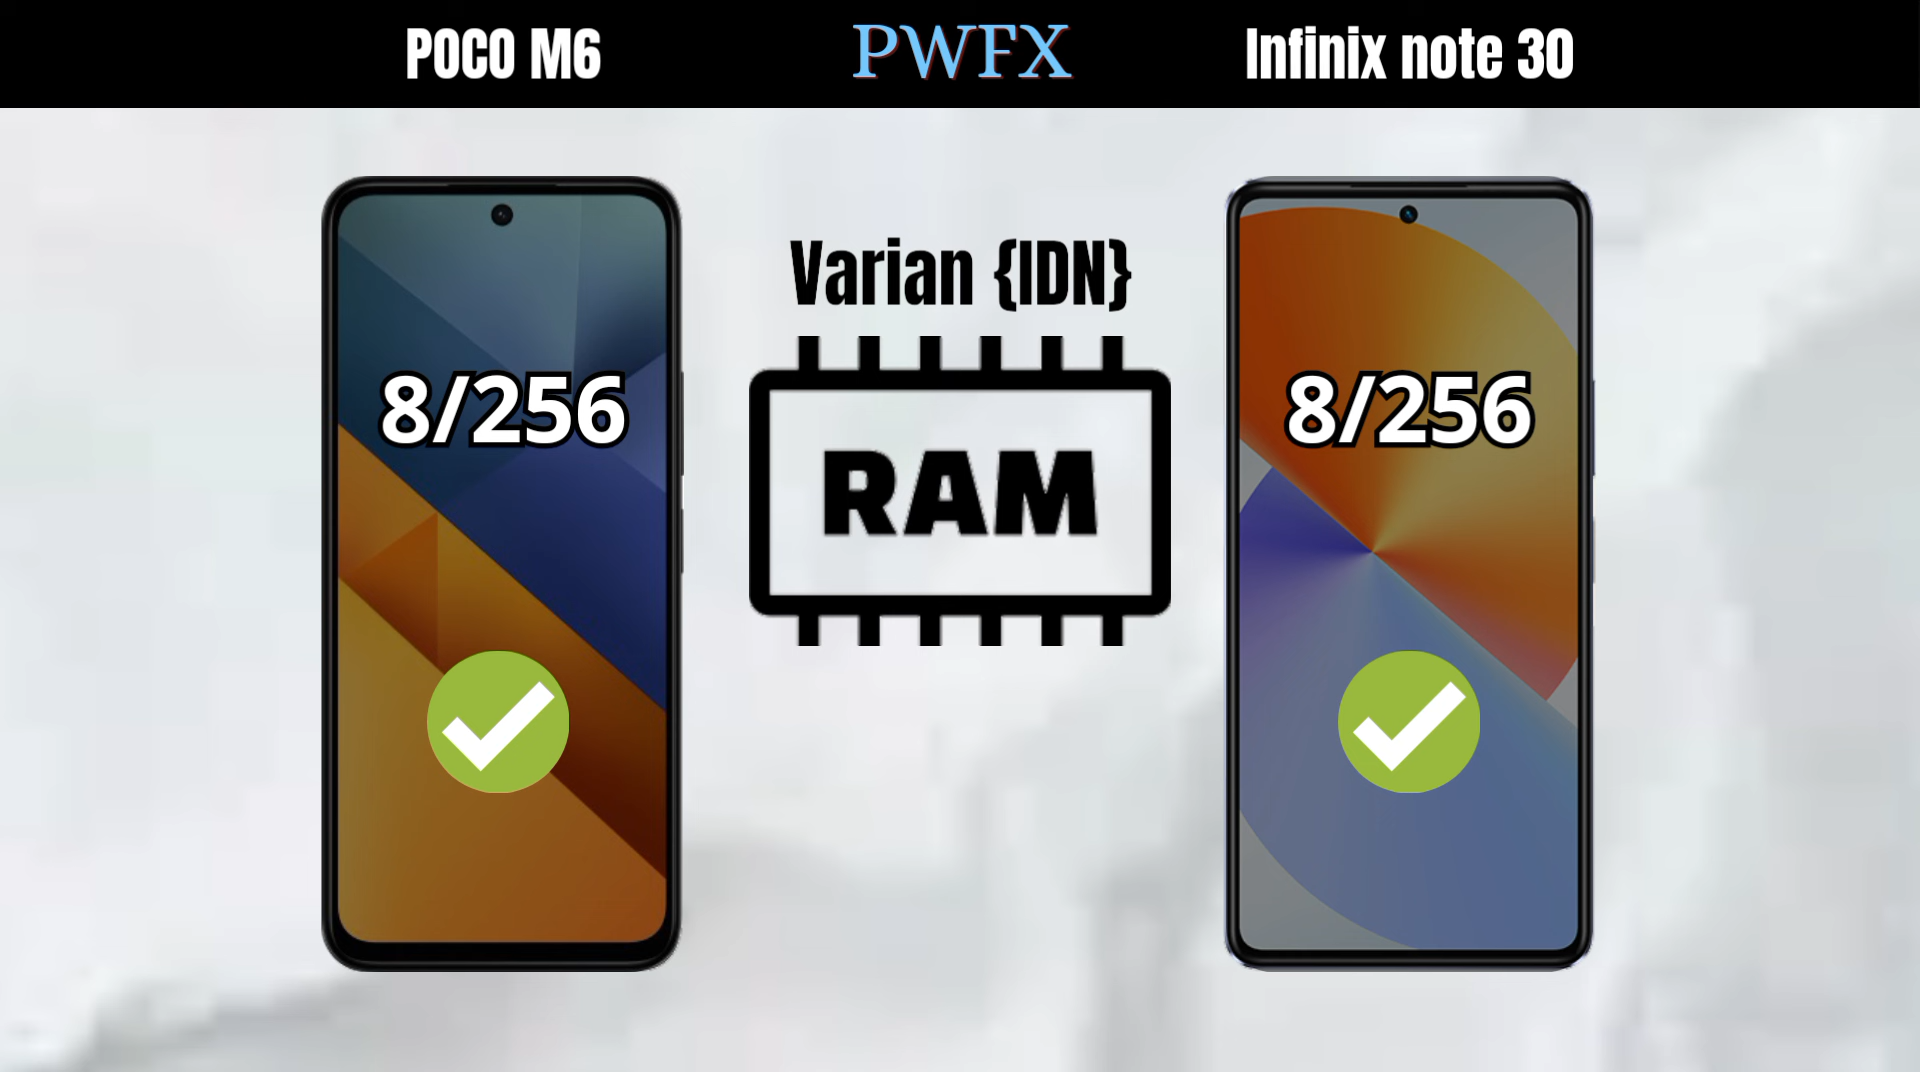 POCO M6
PWFX
Infinix note 30
Varian {IDN}
8/256
RAM
8/256